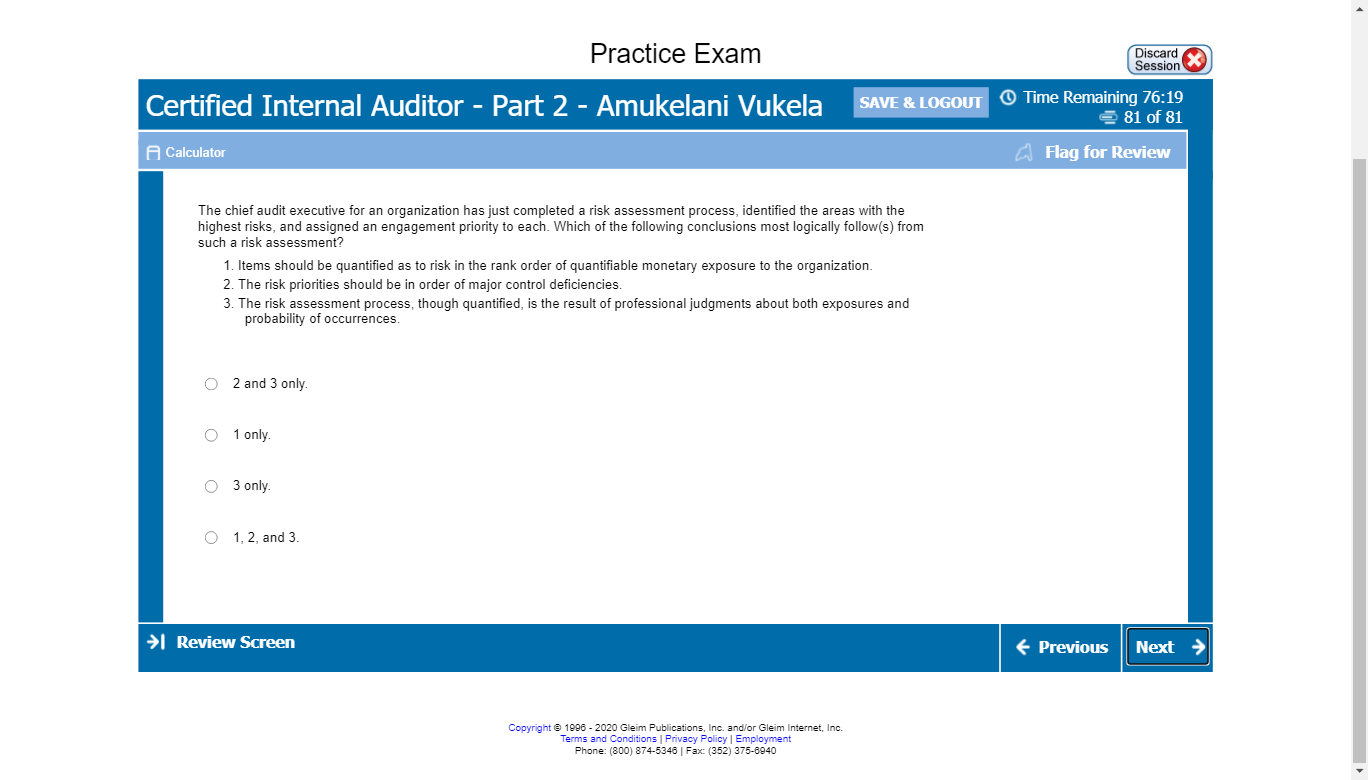 Practice Exam
Discard
Session
Certified Internal Auditor - Part 2 - Amukelani Vukela
SAVE & LOGOUT
Time Remaining 76:19
81 of 81
Calculator
Flag for Review
The chief audit executive for an organization has just completed a risk assessment process, identified the areas with the
highest risks, and assigned an engagement priority to each. Which of the following conclusions most logically follow(s) from
such a risk assessment?
1. Items should be quantified as to risk in the rank order of quantifiable monetary exposure to the organization.
2. The risk priorities should be in order of major control deficiencies.
3. The risk assessment process, though quantified, is the result of professional judgments about both exposures and
probability of occurrences.
2 and 3 only.
1 only.
3 only.
1, 2, and 3.
Review Screen
Previous
Next
Copyright © 1996 - 2020 Gleim Publications, Inc. and/or Gleim Internet, Inc.
Terms and Conditions | Privacy Policy | Employment
Phone: (800) 874-5346 | Fax: (352) 375-6940